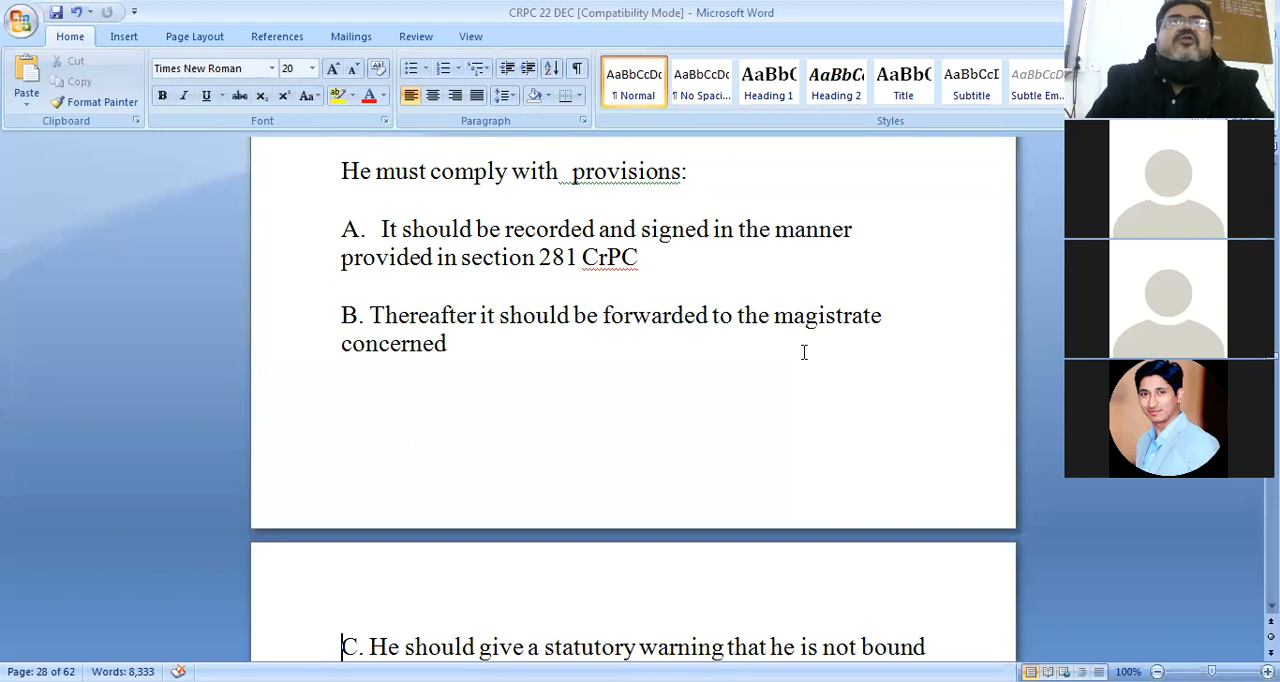 CRPC 22 DEC [Compatibility Mode] - Microsoft Word
Home Insert Page Layout References Mailings Review View
Cut
Copy
Paste
Format Painter
Clipboard
Times New Roman 20
Font
Paragraph
AaBbCcDc AaBbCcDc AaBbC AaBbCc AaBbC AaBbCcI AaBbCcDc
¶ Normal ¶ No Spaci... Heading 1 Heading 2 Title Subtitle Subtle Em...
Styles
He must comply with provisions:
A. It should be recorded and signed in the manner
provided in section 281 CrPC
B. Thereafter it should be forwarded to the magistrate
concerned
C. He should give a statutory warning that he is not bound
Page: 28 of 62 Words: 8,333 100%